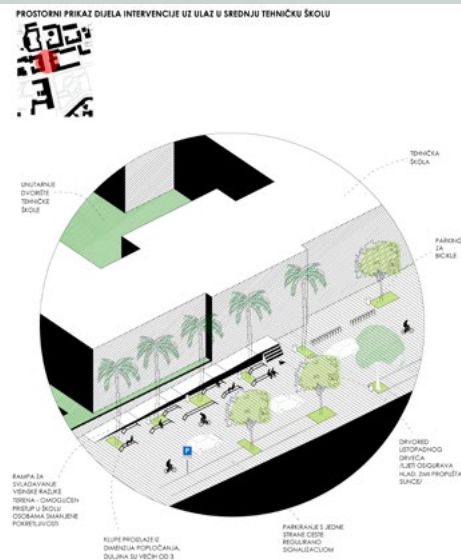 PROSTORNI PRIKAZ DIJELA INTERVENCIJE UZ ULAZ U SREDNJU TEHNIČKU ŠKOLU
TEHNIČKA
ŠKOLA
UNUTARNJE
DVORIŠTE
TEHNIČKE
ŠKOLE
PARKING
ZA
BICIKLE
P
DRVORED
LISTOPADNOG
DRVEĆA
/LJETI OSIGURAVA
HLAD; ZIMI PROPUŠTA
SUNCE/
RAMPA ZA
SVLADAVANJE
VISINSKE RAZLIKE
TERENA - OMOGUĆEN
PRISTUP U ŠKOLU
OSOBAMA SMANJENE
POKRETLJIVOSTI
KLUPE PROIZLAZE IZ
DIMENZIJA POPLOČANJA,
DULJINA SU VEĆIH OD 3
PARKIRANJE S JEDNE
STRANE CESTE
REGULIRANO
SIGNALIZACIJOM